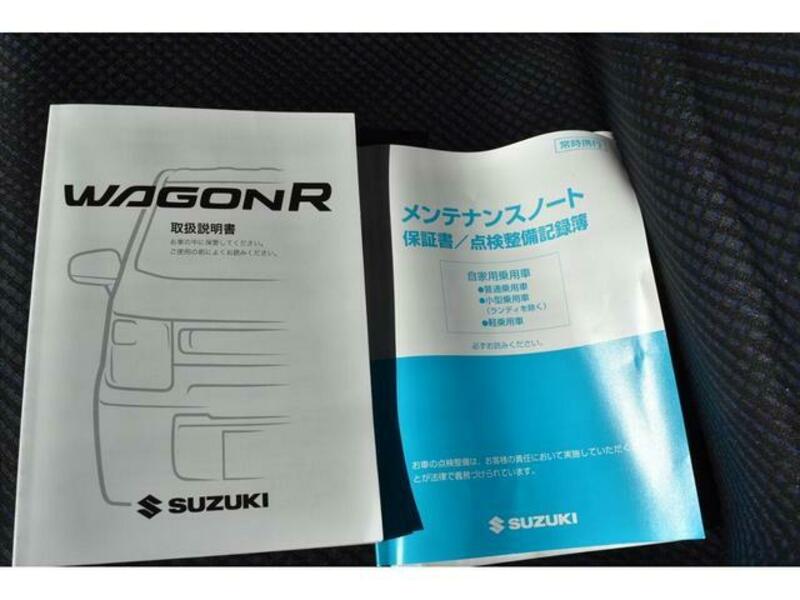 WAGONR
取扱説明書
お車の中に保管してください。
ご使用の前によくお読みください。
SUZUKI
常時携行
メンテナンスノート
保証書／点検整備記録簿
自家用乗用車
●普通乗用車
●小型乗用車
（ランディを除く）
●軽乗用車
必ずお読みください。
お車の点検整備は、お客様の責任において実施していただく
とが法律で義務づけられています。
SUZUKI